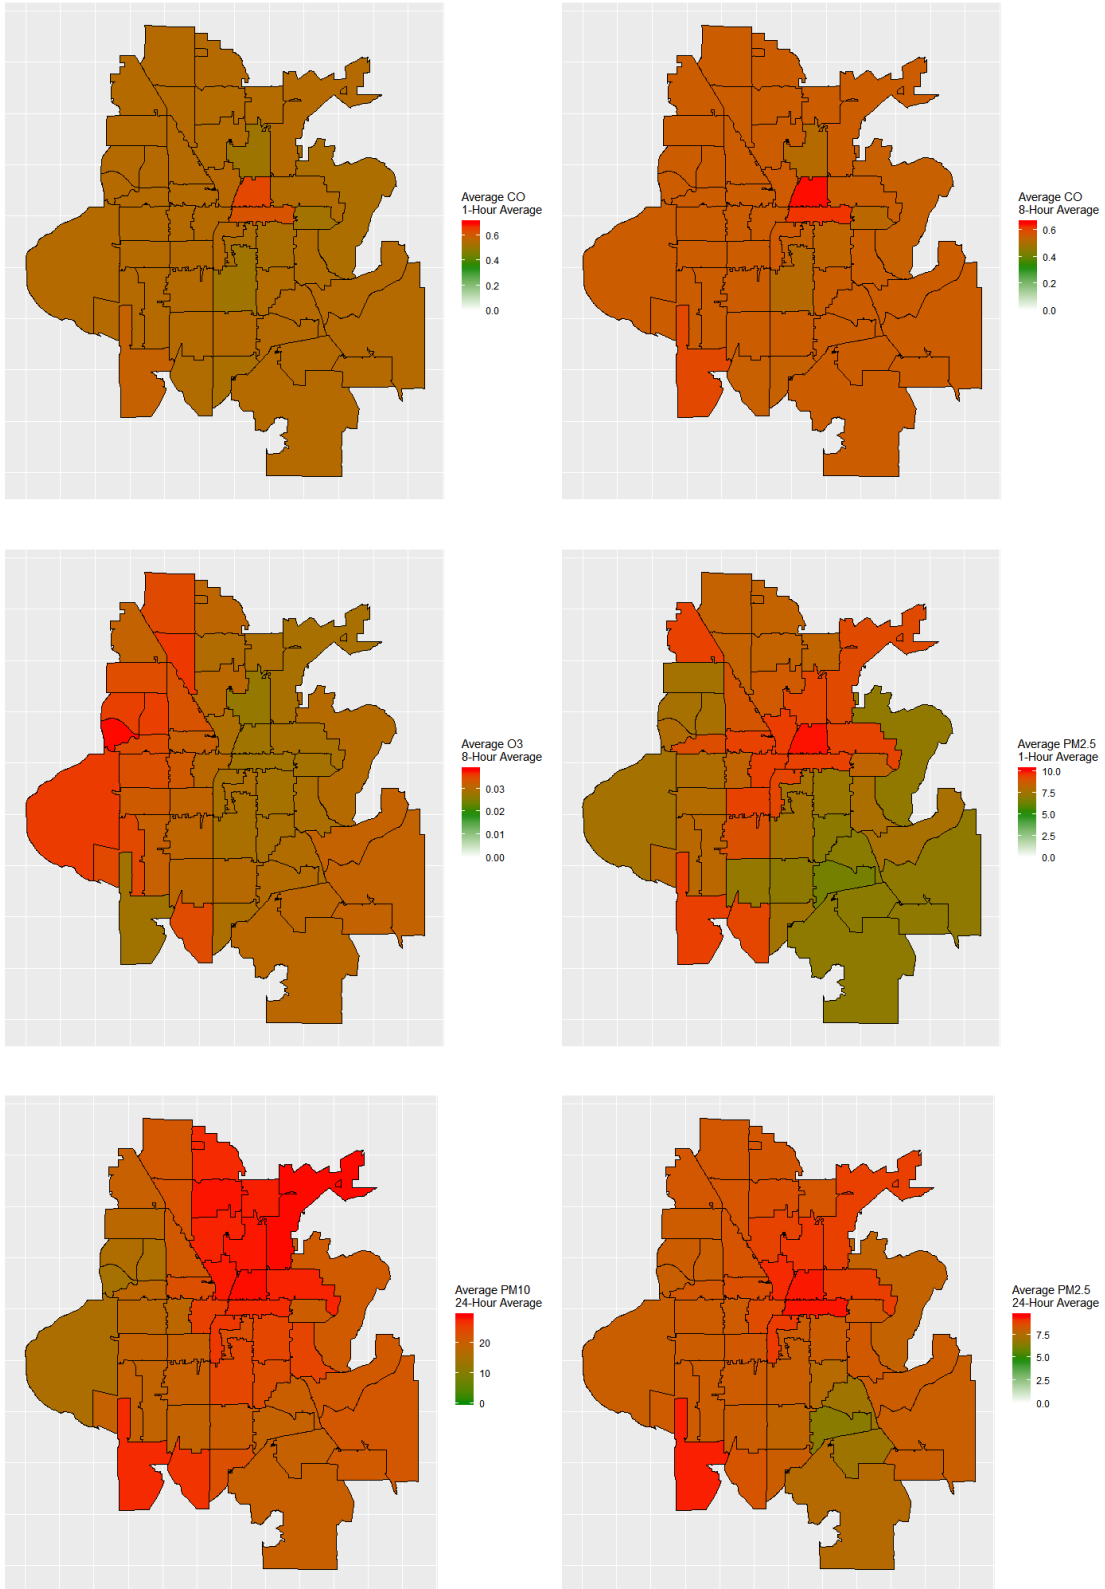 Average CO
1-Hour Average
0.6
0.4
0.2
0.0
Average CO
8-Hour Average
0.6
0.4
0.2
0.0
Average O3
8-Hour Average
0.03
0.02
0.01
0.00
Average PM2.5
1-Hour Average
10.0
7.5
5.0
2.5
0.0
Average PM10
24-Hour Average
20
10
0
Average PM2.5
24-Hour Average
7.5
5.0
2.5
0.0